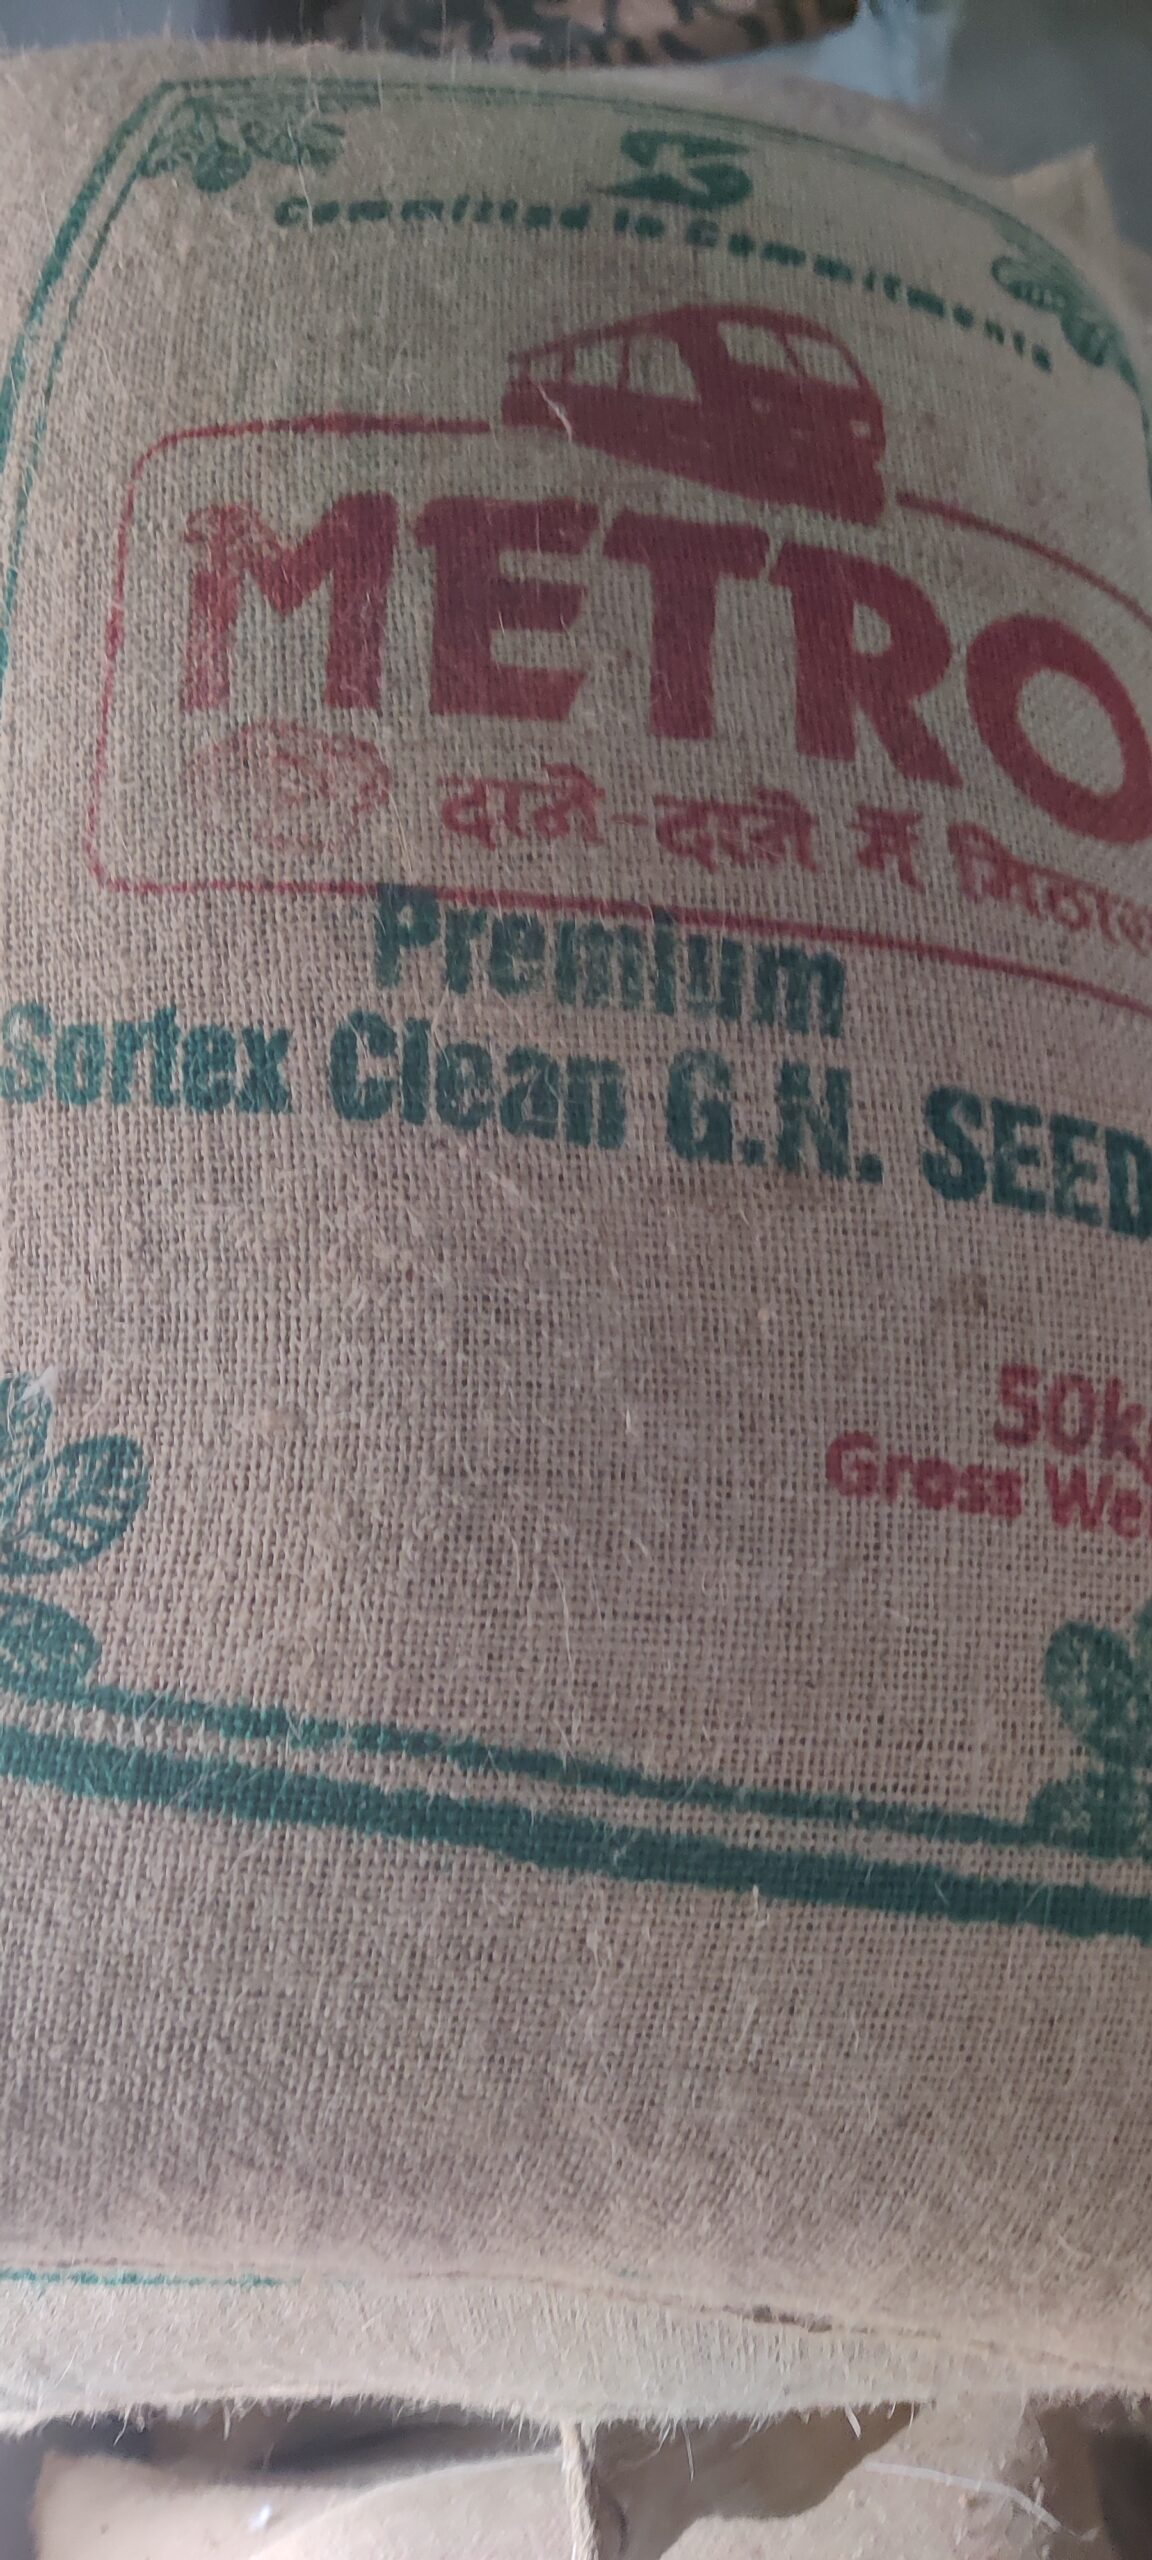 Committed to Commitments
METRO
दाने-दाने में
Premium
Sortex Clean G.N. SEED
50k
Gross We